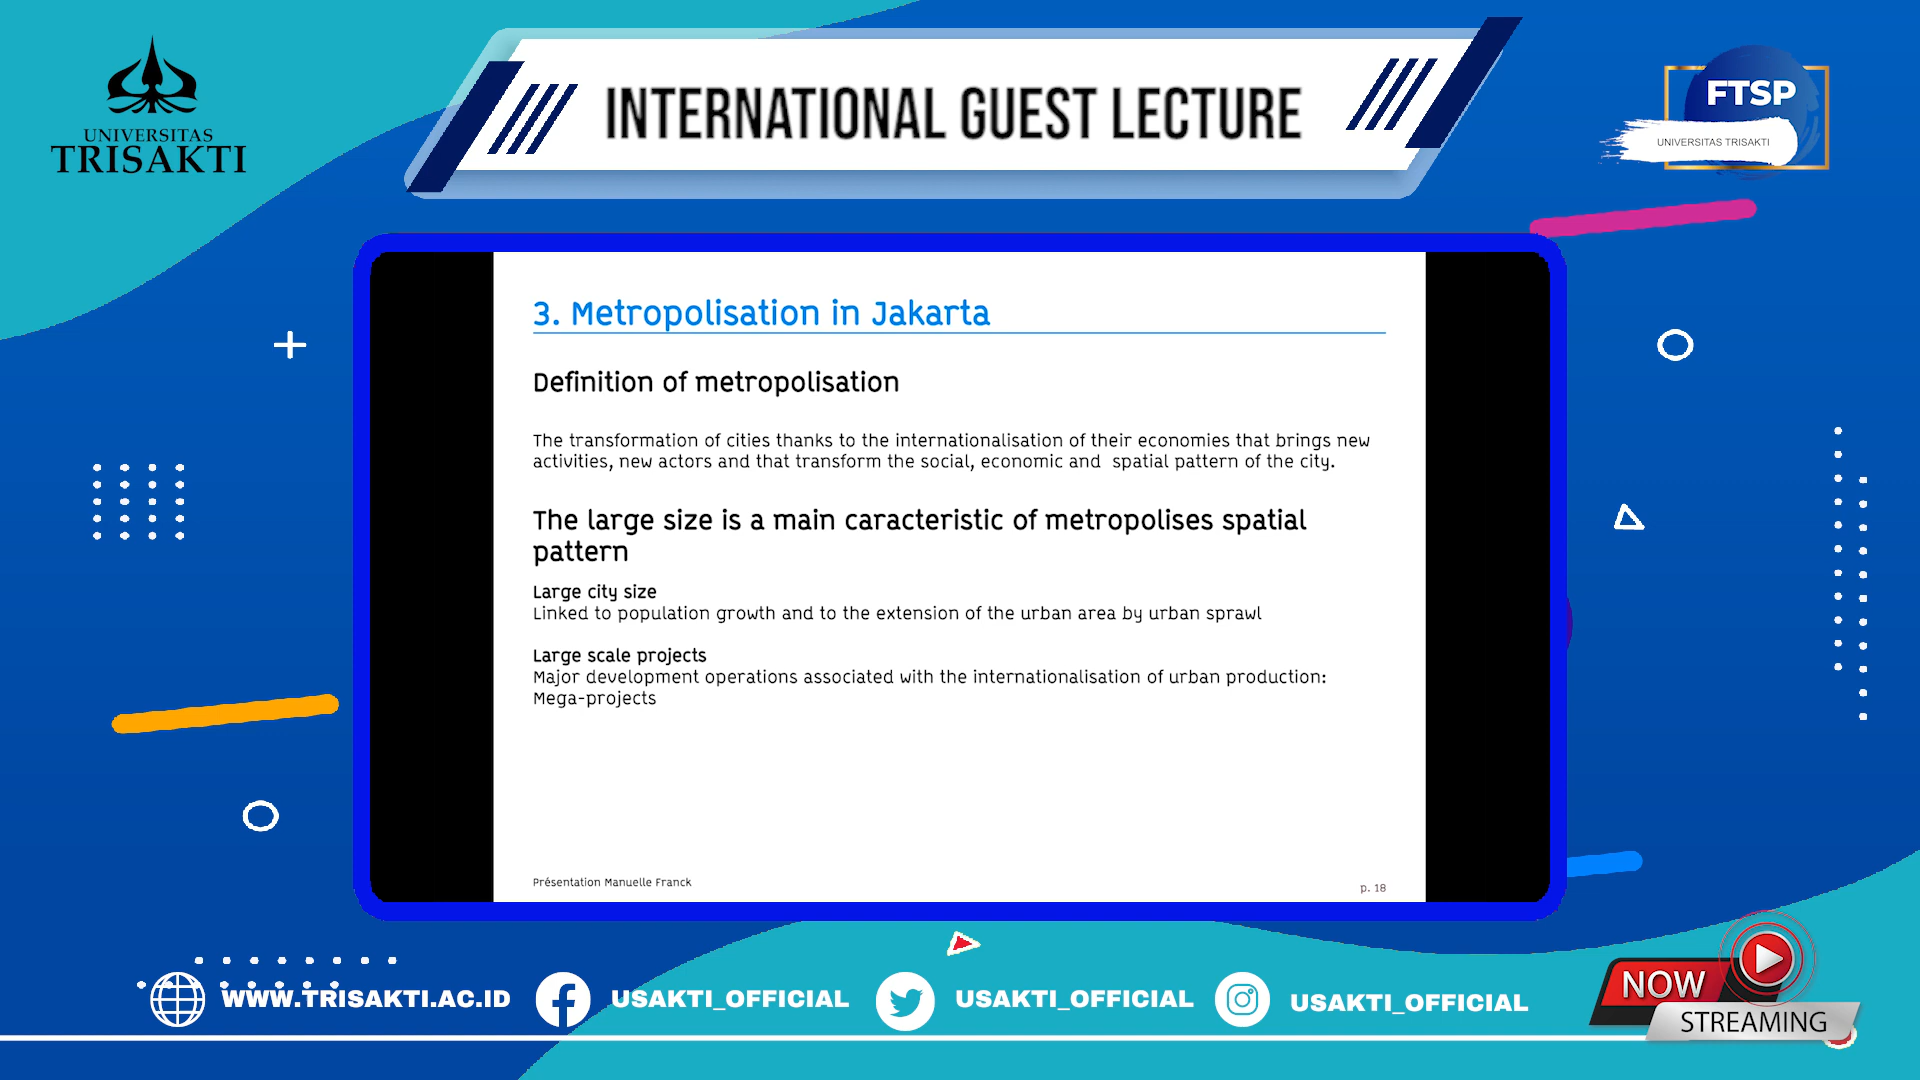 UNIVERSITAS
TRISAKTI
INTERNATIONAL GUEST LECTURE
FTSP
UNIVERSITAS TRISAKTI
3. Metropolisation in Jakarta
Definition of metropolisation
The transformation of cities thanks to the internationalisation of their economies that brings new
activities, new actors and that transform the social, economic and spatial pattern of the city.
The large size is a main caracteristic of metropolises spatial
pattern
Large city size
Linked to population growth and to the extension of the urban area by urban sprawl
Large scale projects
Major development operations associated with the internationalisation of urban production:
Mega-projects
Présentation Manuelle Franck
p. 18
WWW.TRISAKTI.AC.ID
USAKTI_OFFICIAL
USAKTI_OFFICIAL
USAKTI_OFFICIAL
NOW
STREAMING